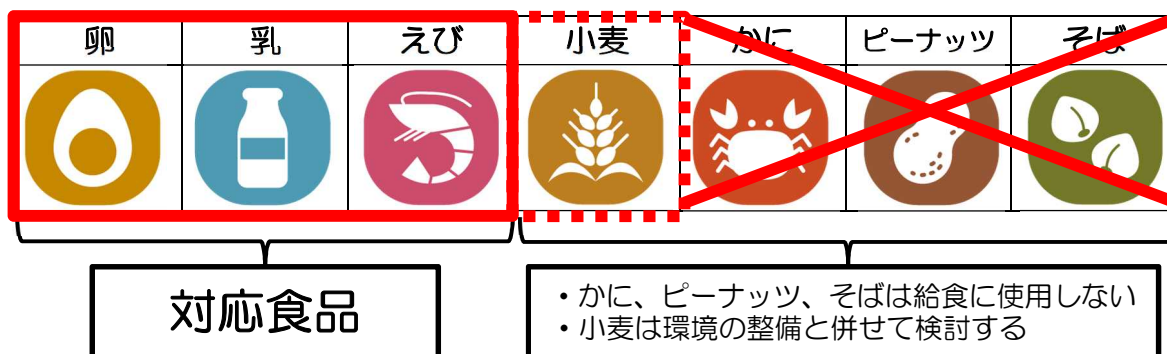 卵 乳 えび 小麦 かに ピーナッツ そば
対応食品
・かに、ピーナッツ、そばは給食に使用しない
・小麦は環境の整備と併せて検討する